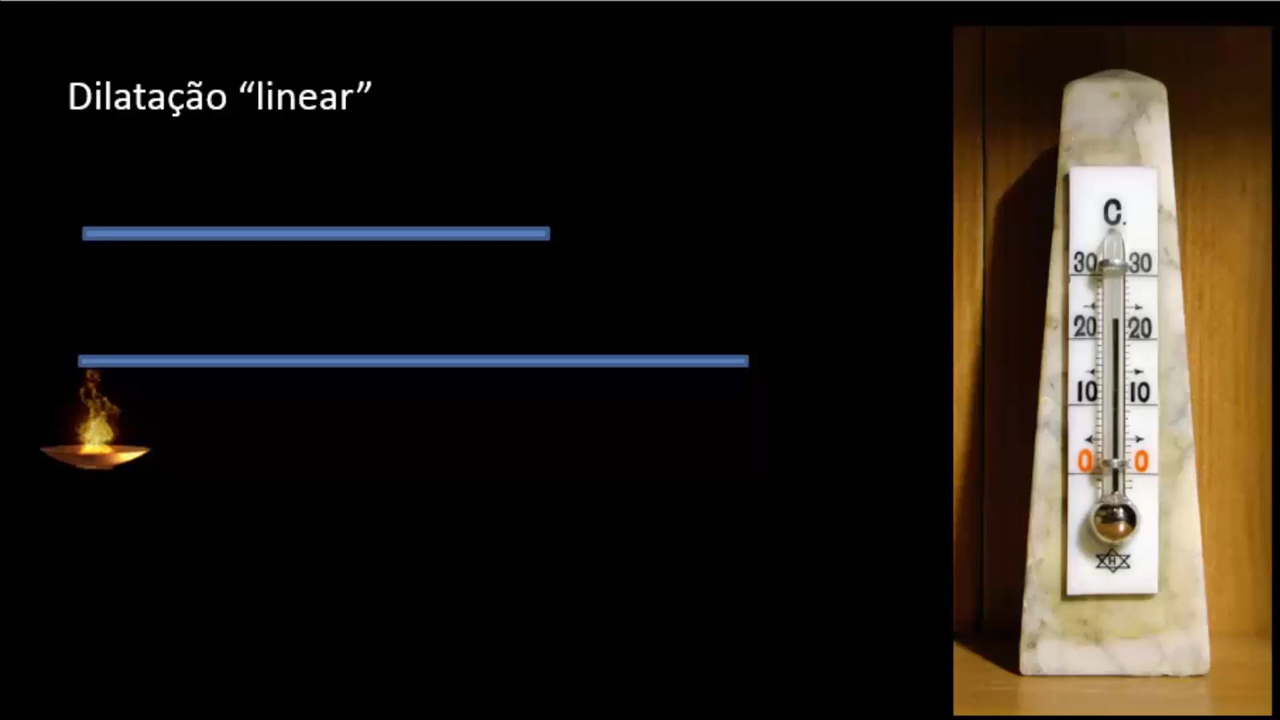 Dilatação “linear”
C.
30 30
20 20
10 10
0 0
H